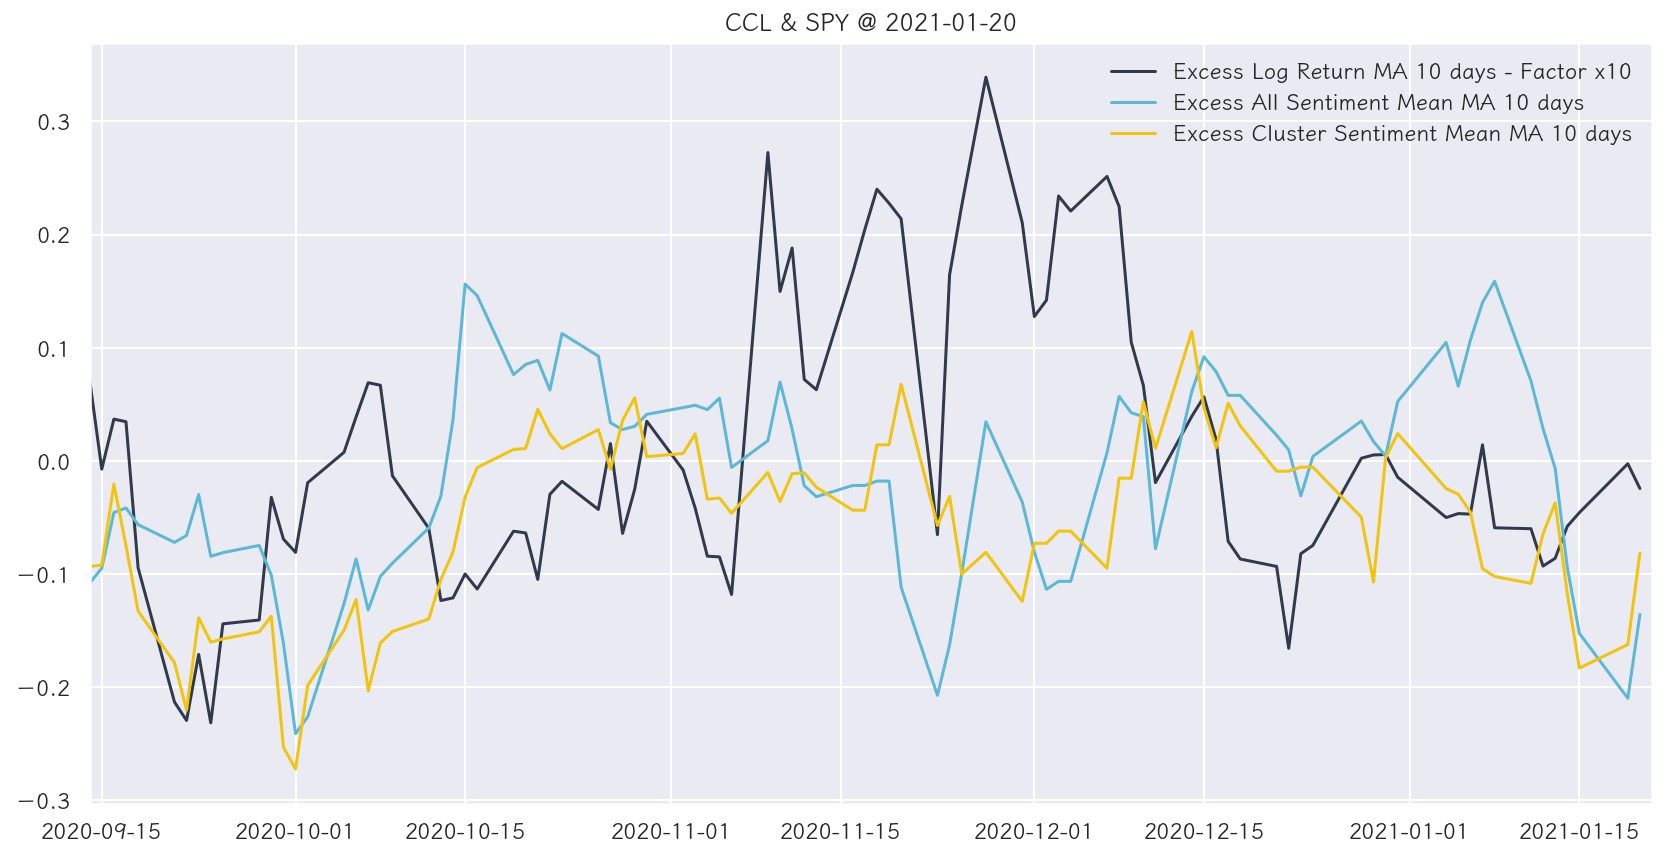 CCL & SPY @ 2021-01-20
Excess Log Return MA 10 days - Factor x10
Excess All Sentiment Mean MA 10 days
Excess Cluster Sentiment Mean MA 10 days
0.3
0.2
0.1
0.0
−0.1
−0.2
−0.3
2020-09-15 2020-10-01 2020-10-15 2020-11-01 2020-11-15 2020-12-01 2020-12-15 2021-01-01 2021-01-15